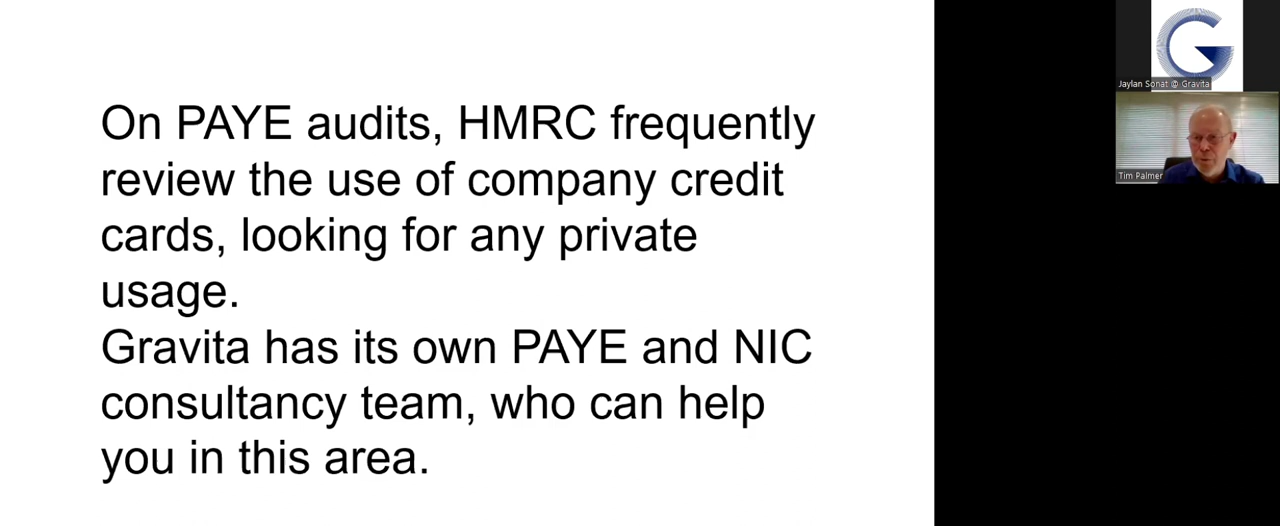 On PAYE audits, HMRC frequently
review the use of company credit
cards, looking for any private
usage.
Gravita has its own PAYE and NIC
consultancy team, who can help
you in this area.
G
Jaylan Sonat @ Gravita
Tim Palmer